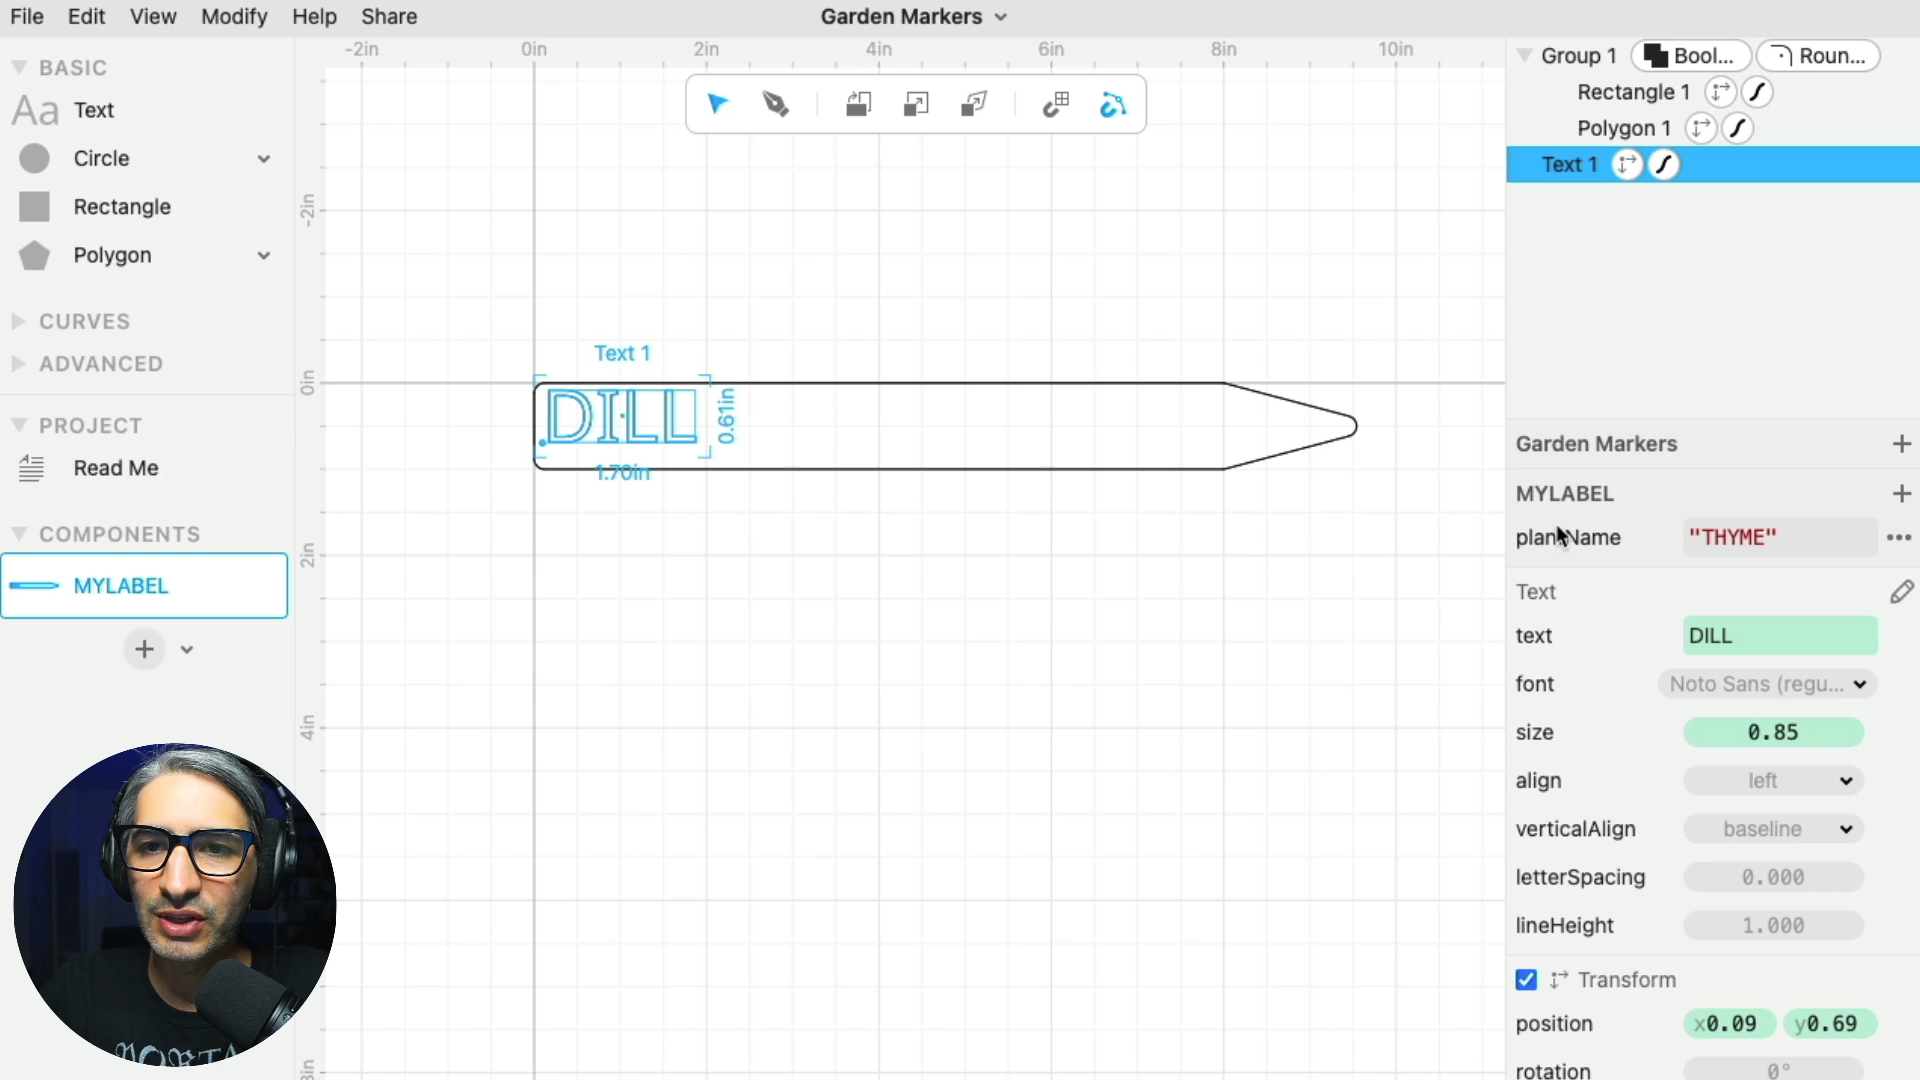 File Edit View Modify Help Share
Garden Markers
BASIC
Aa Text
Circle
Rectangle
Polygon
CURVES
ADVANCED
PROJECT
Read Me
COMPONENTS
MYLABEL
-2in 0in 2in 4in 6in 8in 10in
-2in
0in
2in
4in
Text 1
DILL
0.61in
1.70in
Group 1 Bool... Roun...
Rectangle 1
Polygon 1
Text 1
Garden Markers
MYLABEL
"THYME"
Text
text DILL
font Noto Sans (regu...
size 0.85
align left
verticalAlign baseline
letterSpacing 0.000
lineHeight 1.000
Transform
position x0.09 y0.69
rotation 0°